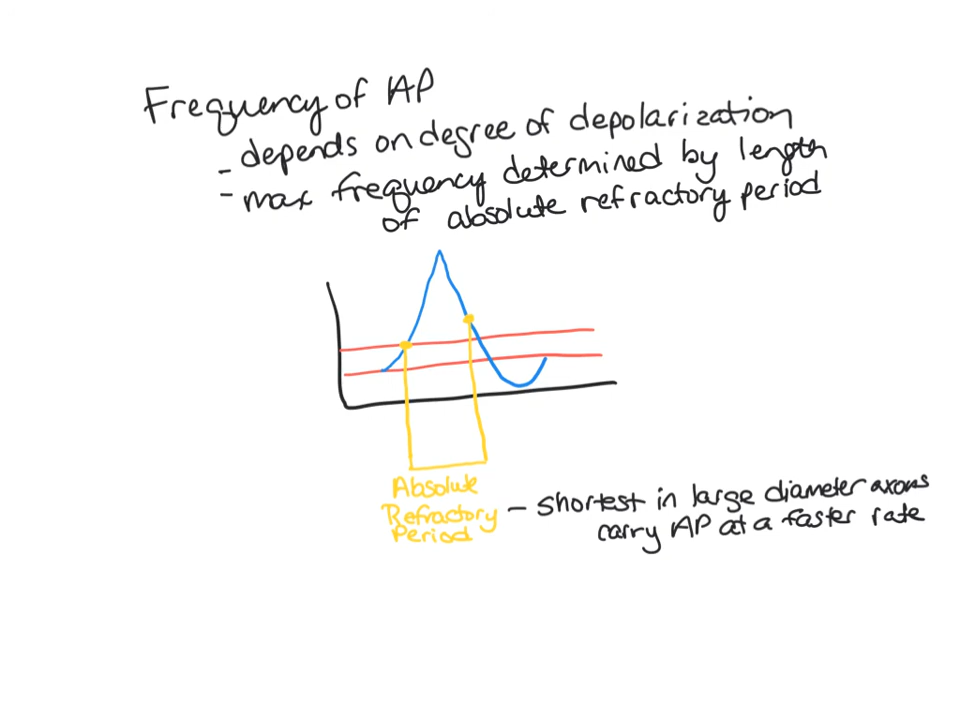 Frequency of AP
- depends on degree of depolarization
- max frequency determined by length
of absolute refractory period
Absolute
Refractory
Period
- shortest in large diameter axons
carry AP at a faster rate